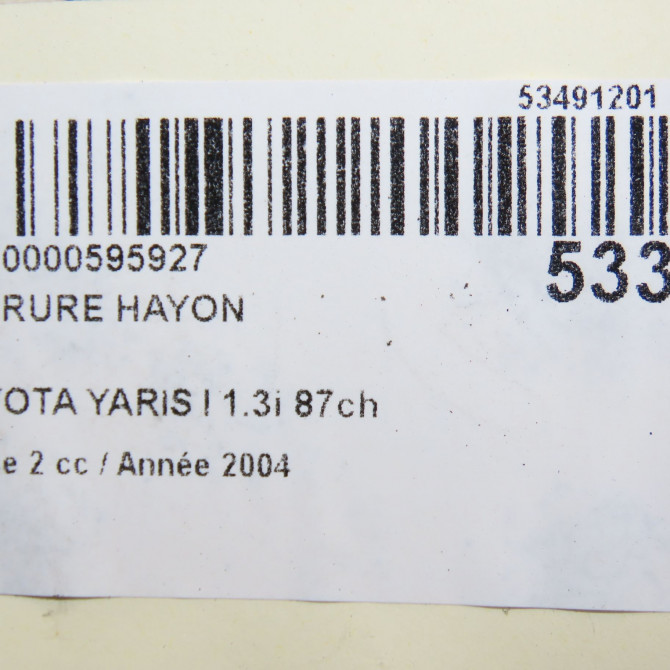 53491201
0000595927
533
RURE HAYON
OTA YARIS I 1.3i 87ch
e 2 cc / Année 2004